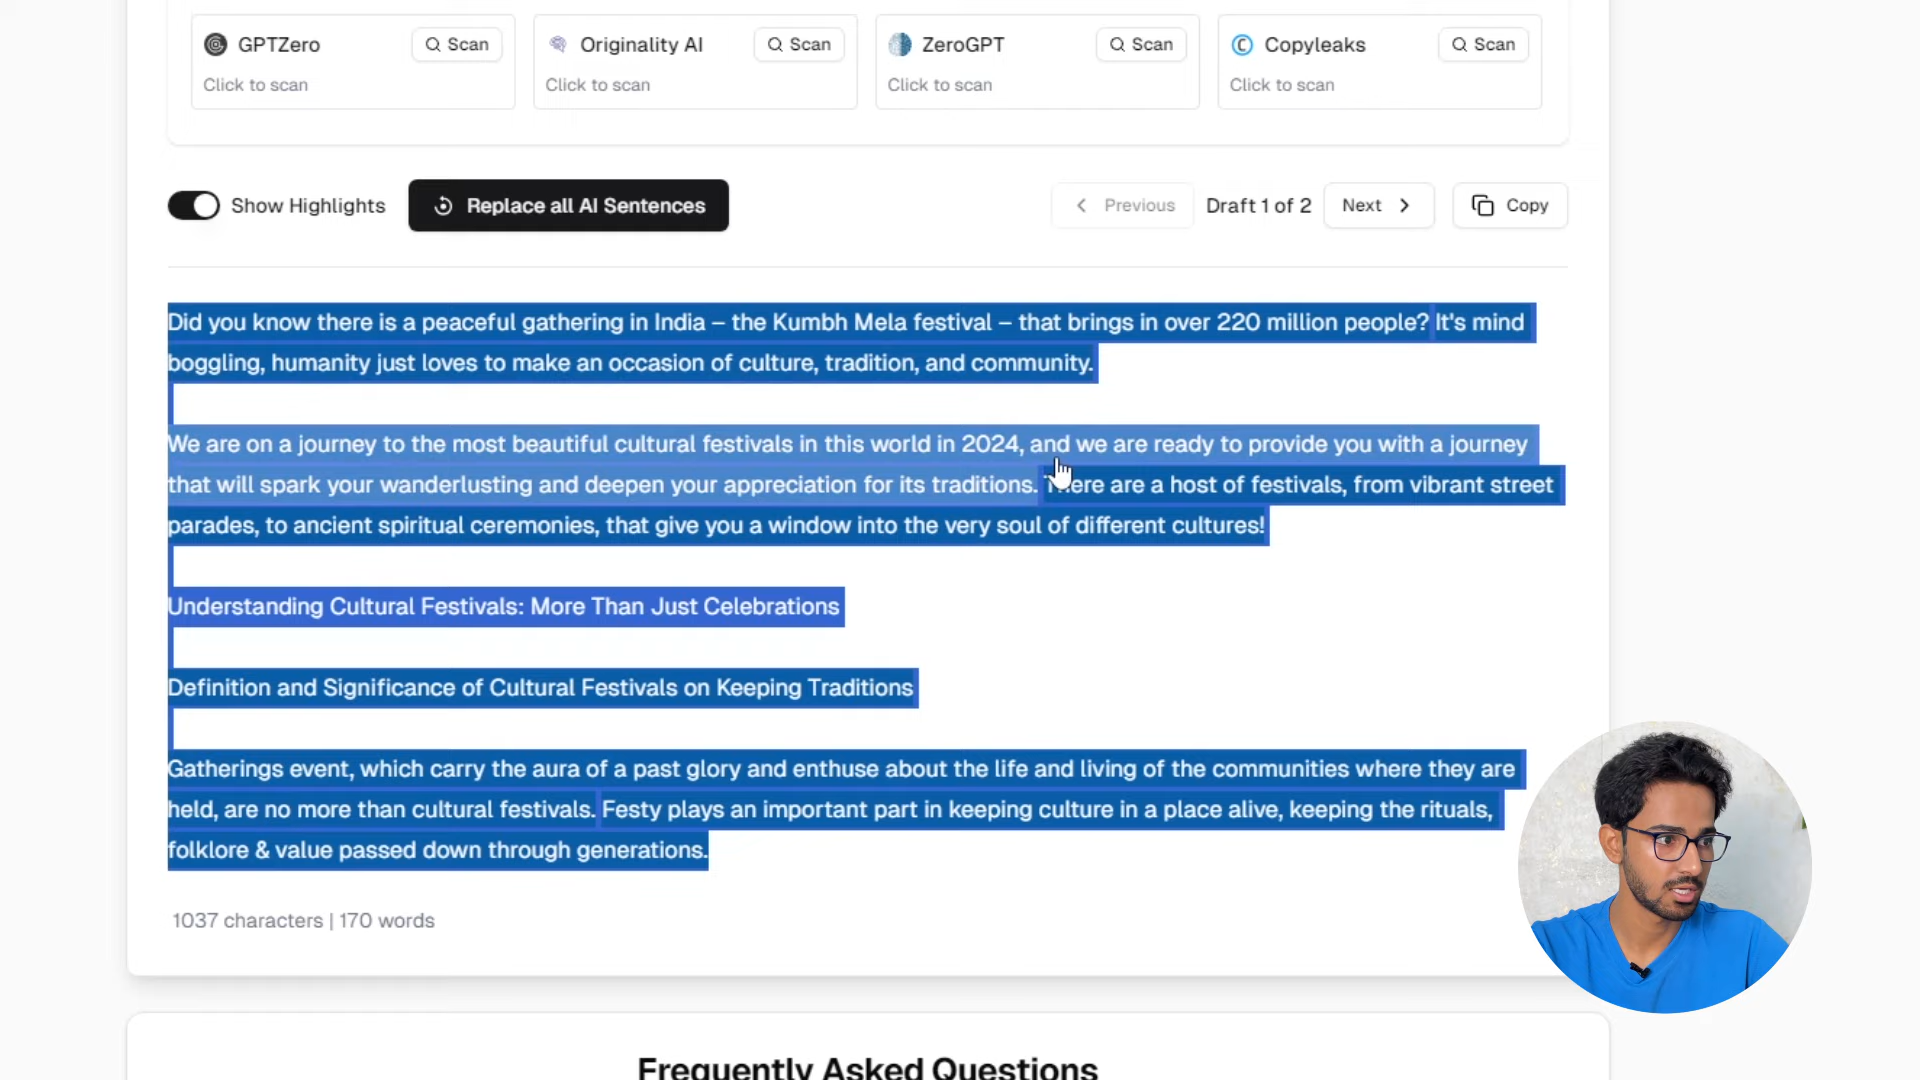 GPTZero Scan Originality AI Scan ZeroGPT Scan Copyleaks Scan
Click to scan Click to scan Click to scan Click to scan
Show Highlights Replace all AI Sentences Previous Draft 1 of 2 Next Copy
Did you know there is a peaceful gathering in India – the Kumbh Mela festival – that brings in over 220 million people? It's mind
boggling, humanity just loves to make an occasion of culture, tradition, and community.
We are on a journey to the most beautiful cultural festivals in this world in 2024, and we are ready to provide you with a journey
that will spark your wanderlusting and deepen your appreciation for its traditions. There are a host of festivals, from vibrant street
parades, to ancient spiritual ceremonies, that give you a window into the very soul of different cultures!
Understanding Cultural Festivals: More Than Just Celebrations
Definition and Significance of Cultural Festivals on Keeping Traditions
Gatherings event, which carry the aura of a past glory and enthuse about the life and living of the communities where they are
held, are no more than cultural festivals. Festy plays an important part in keeping culture in a place alive, keeping the rituals,
folklore & value passed down through generations.
1037 characters | 170 words
Frequently Asked Questions